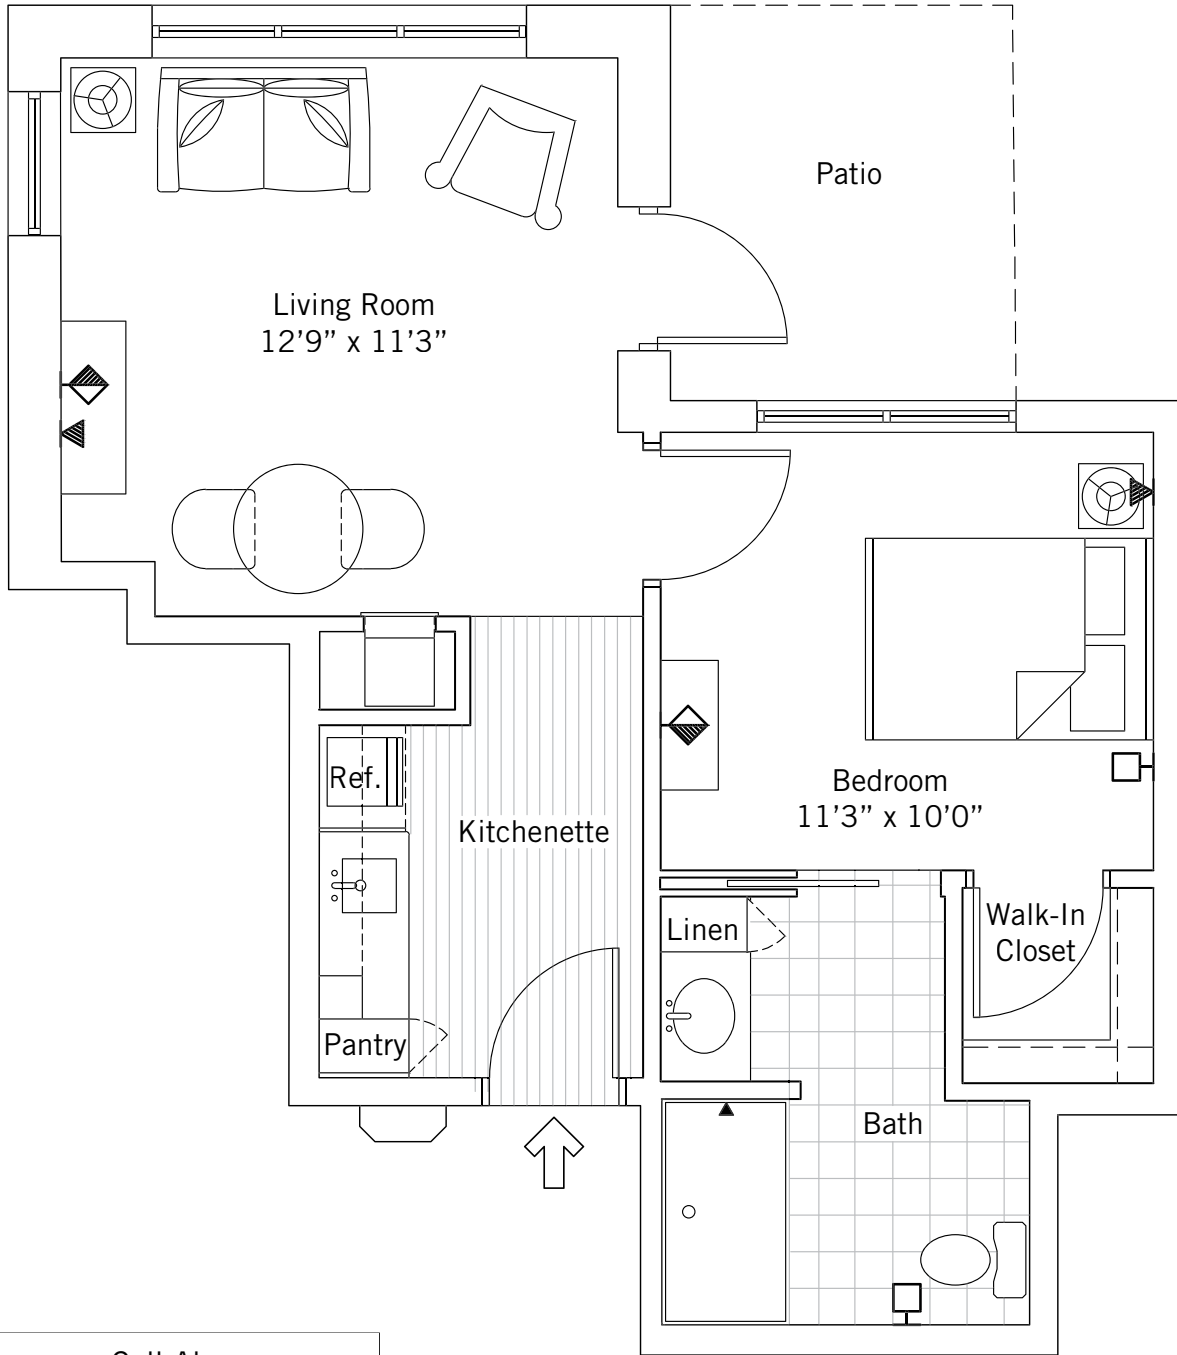 Patio
Living Room
12’9” x 11’3”
Ref.
Bedroom
11’3” x 10’0”
Kitchenette
Linen
Walk-In
Closet
Pantry
Bath